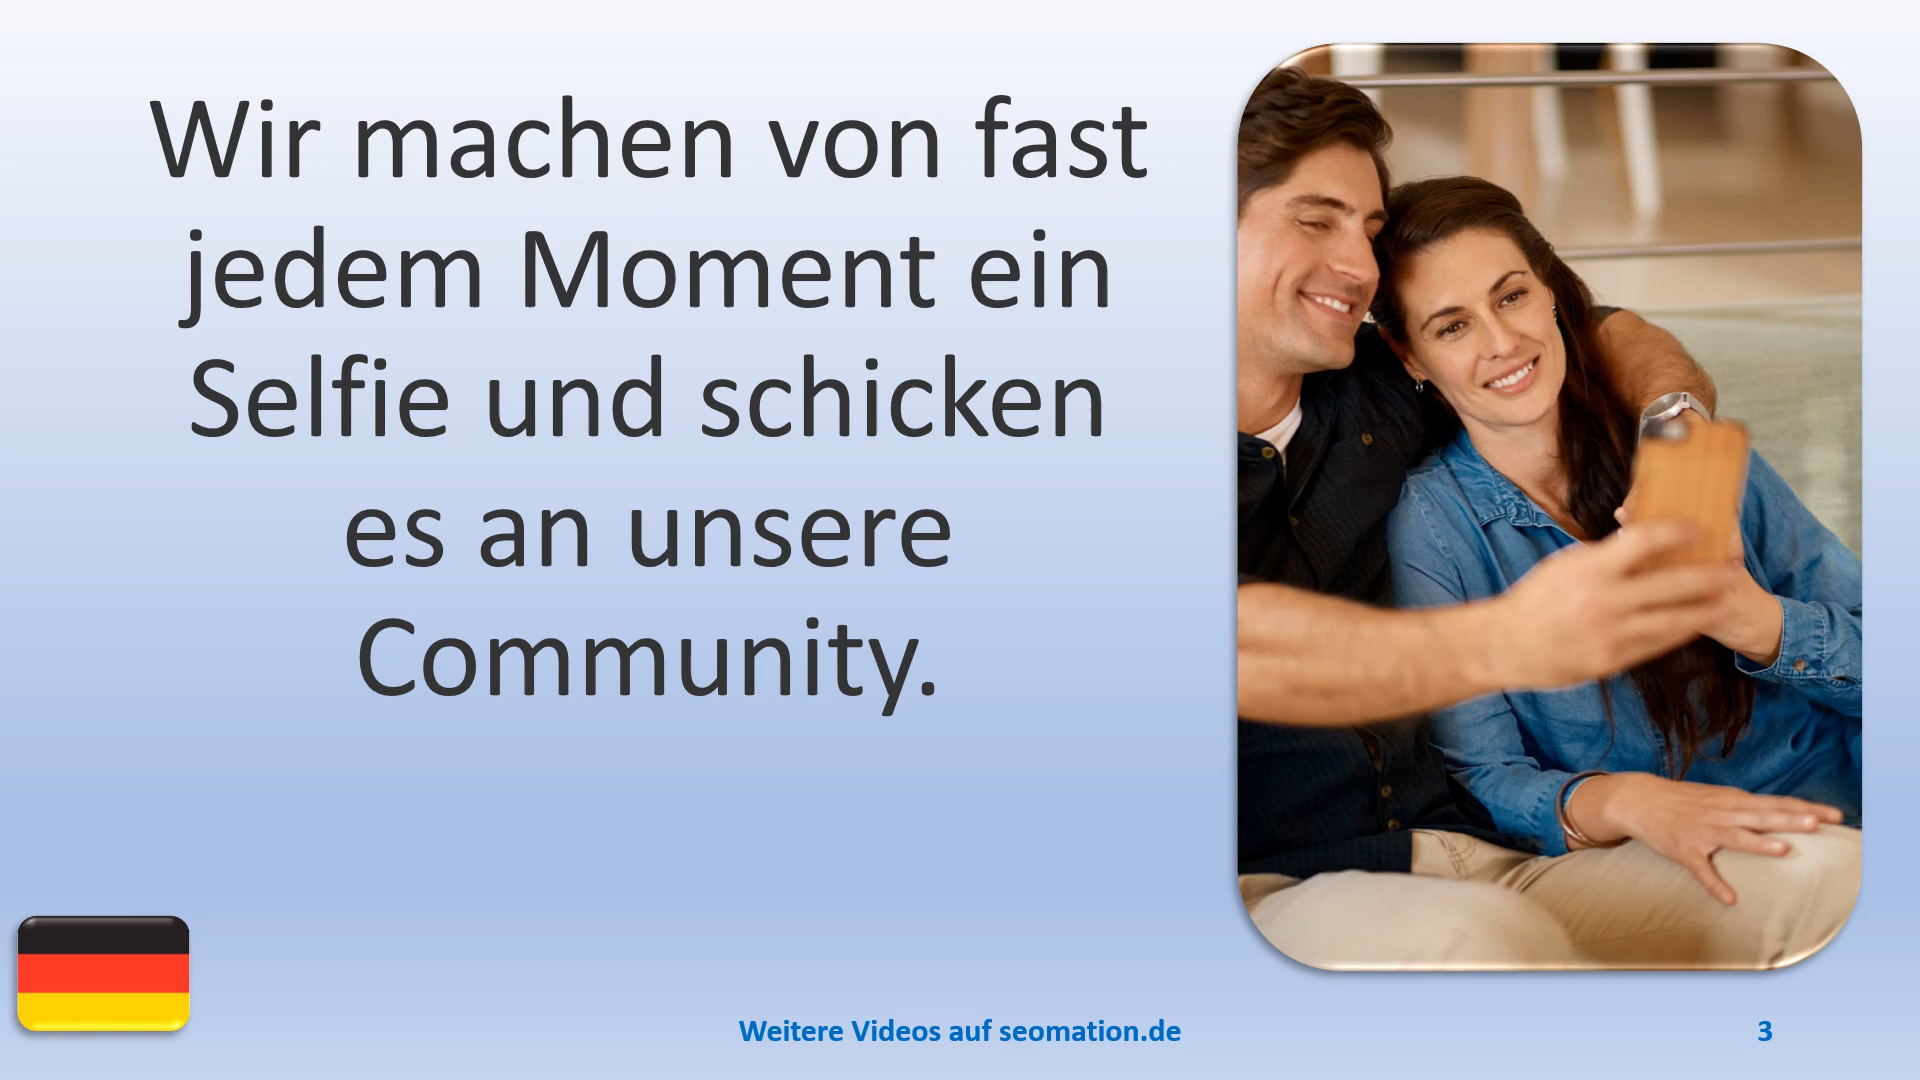 Wir machen von fast
jedem Moment ein
Selfie und schicken
es an unsere
Community.
Weitere Videos auf seomation.de
3